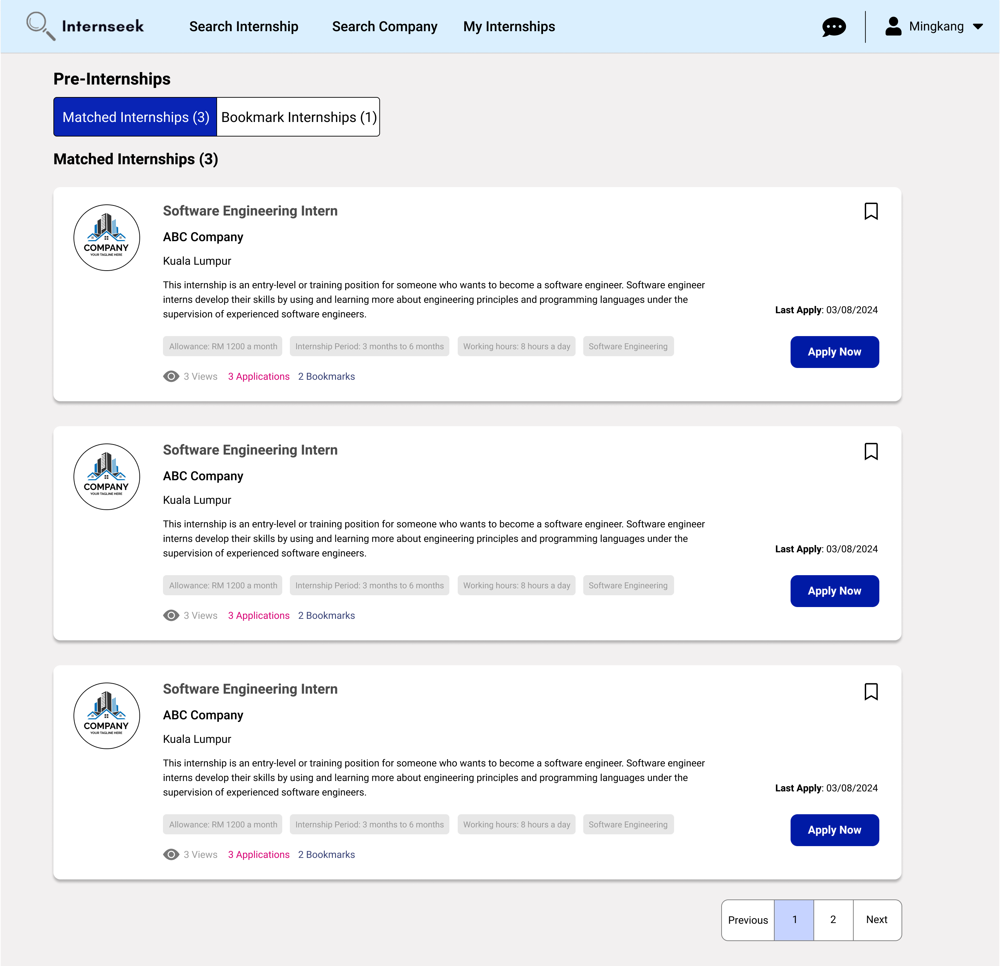 Internseek
Search Internship
Search Company
My Internships
Mingkang
Pre-Internships
Matched Internships (3)
Bookmark Internships (1)
Matched Internships (3)
COMPANY
YOUR TAGLINE HERE
Software Engineering Intern
ABC Company
Kuala Lumpur
This internship is an entry-level or training position for someone who wants to become a software engineer. Software engineer
interns develop their skills by using and learning more about engineering principles and programming languages under the
supervision of experienced software engineers.
Last Apply: 03/08/2024
Allowance: RM 1200 a month
Internship Period: 3 months to 6 months
Working hours: 8 hours a day
Software Engineering
Apply Now
3 Views
3 Applications
2 Bookmarks
COMPANY
YOUR TAGLINE HERE
Software Engineering Intern
ABC Company
Kuala Lumpur
This internship is an entry-level or training position for someone who wants to become a software engineer. Software engineer
interns develop their skills by using and learning more about engineering principles and programming languages under the
supervision of experienced software engineers.
Last Apply: 03/08/2024
Allowance: RM 1200 a month
Internship Period: 3 months to 6 months
Working hours: 8 hours a day
Software Engineering
Apply Now
3 Views
3 Applications
2 Bookmarks
COMPANY
YOUR TAGLINE HERE
Software Engineering Intern
ABC Company
Kuala Lumpur
This internship is an entry-level or training position for someone who wants to become a software engineer. Software engineer
interns develop their skills by using and learning more about engineering principles and programming languages under the
supervision of experienced software engineers.
Last Apply: 03/08/2024
Allowance: RM 1200 a month
Internship Period: 3 months to 6 months
Working hours: 8 hours a day
Software Engineering
Apply Now
3 Views
3 Applications
2 Bookmarks
Previous
1
2
Next